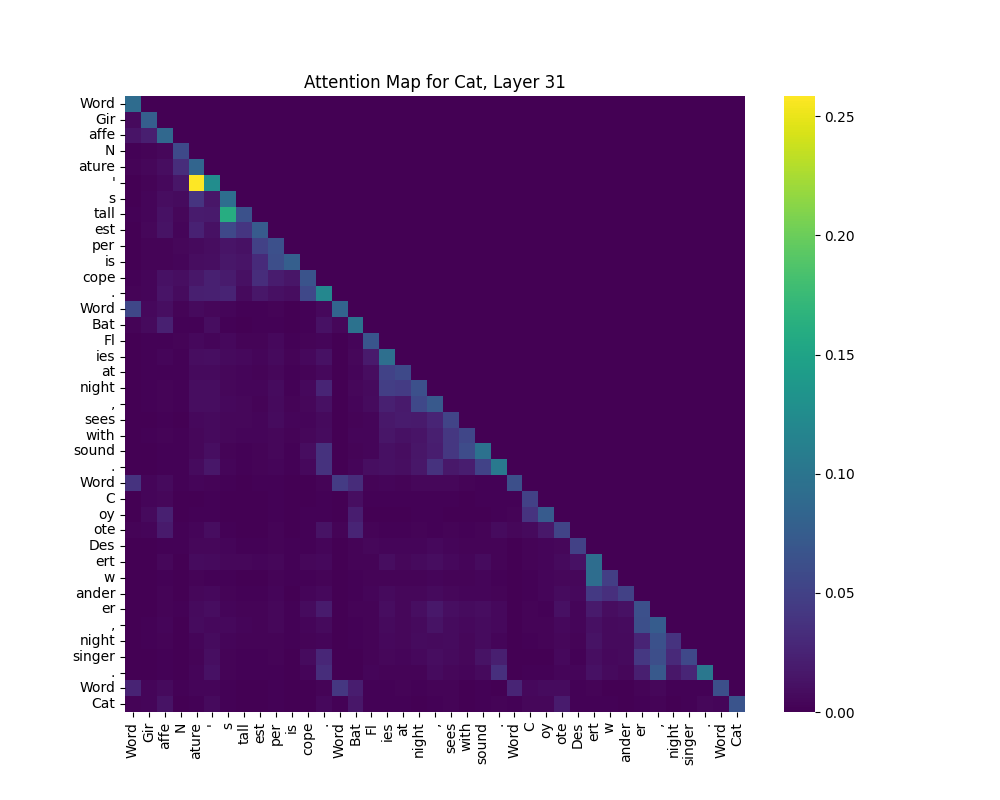 Attention Map for Cat, Layer 31
Word
Gir
affe
N
ature
'
s
tall
est
per
is
cope
.
Word
Bat
Fl
ies
at
night
,
sees
with
sound
.
Word
C
oy
ote
Des
ert
w
ander
er
,
night
singer
.
Word
Cat
Word
Gir
affe
N
ature
'
s
tall
est
per
is
cope
.
Word
Bat
Fl
ies
at
night
,
sees
with
sound
.
Word
C
oy
ote
Des
ert
w
ander
er
,
night
singer
.
Word
Cat
0.25
0.20
0.15
0.10
0.05
0.00